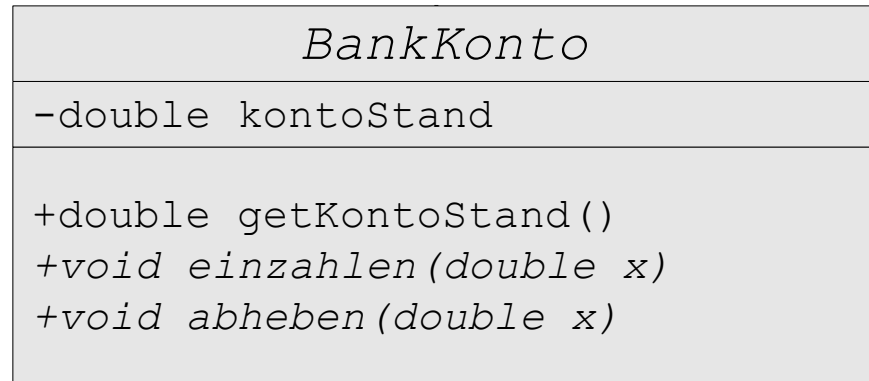 BankKonto
-double kontoStand
+double getKontoStand()
+void einzahlen(double x)
+void abheben(double x)